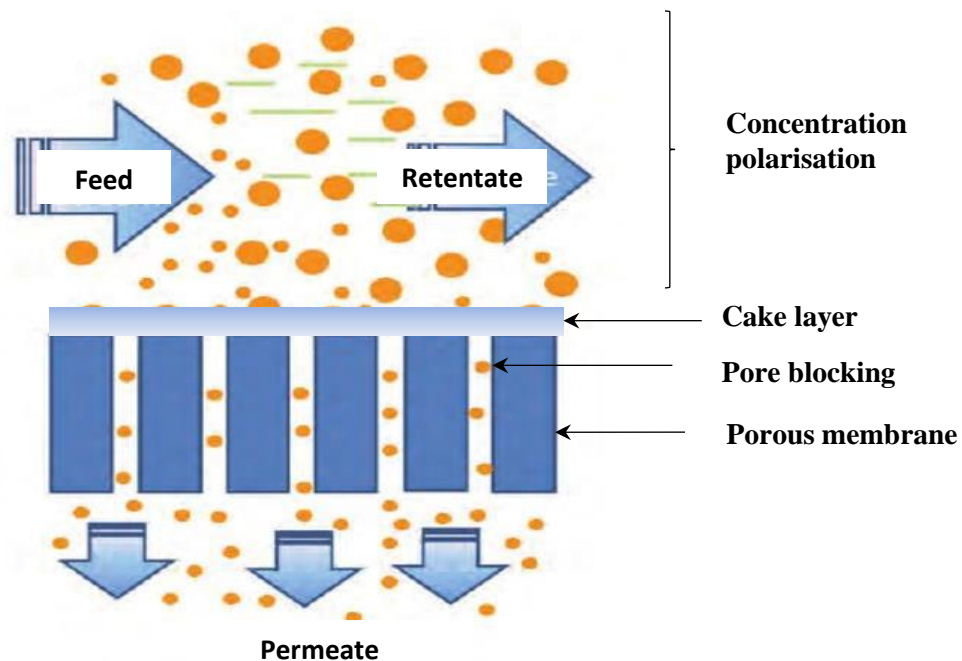 Concentration
polarisation
Feed
Retentate
Cake layer
Pore blocking
Porous membrane
Permeate